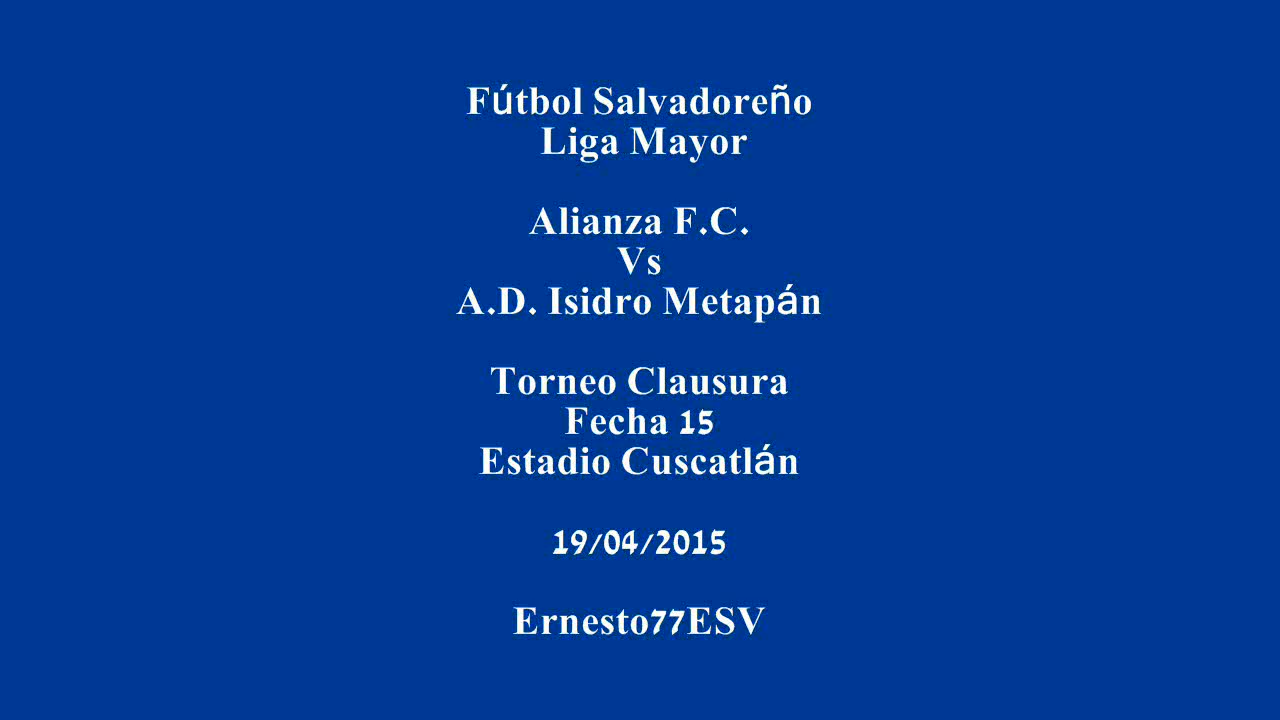 Fútbol Salvadoreño
Liga Mayor
Alianza F.C.
Vs
A.D. Isidro Metapán
Torneo Clausura
Fecha 15
Estadio Cuscatlán
19/04/2015
Ernesto77ESV